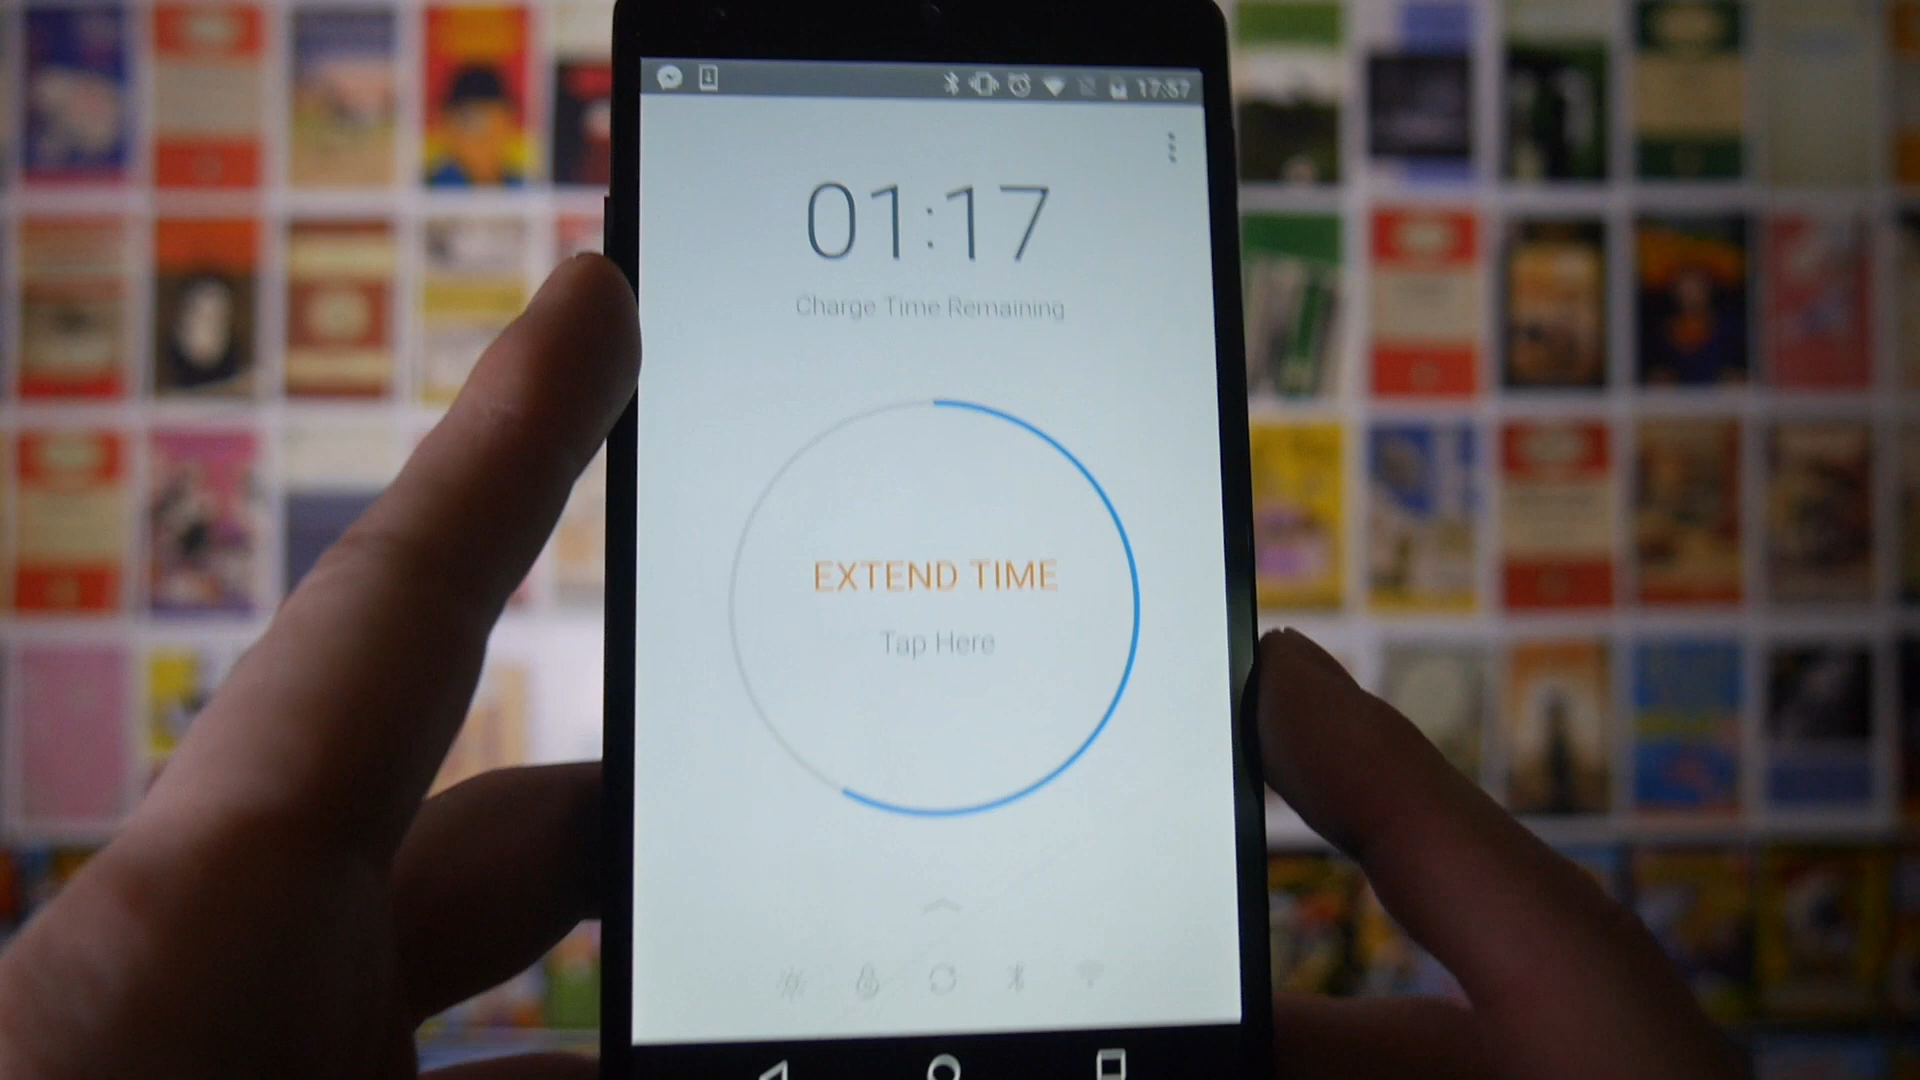 17:57
01:17
Charge Time Remaining
EXTEND TIME
Tap Here